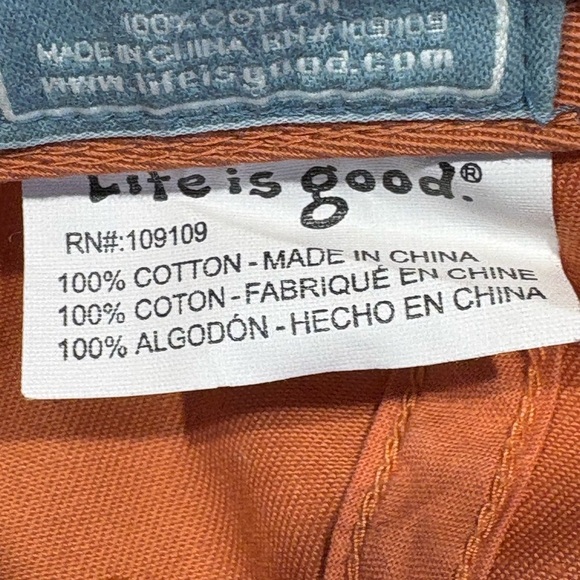 100% COTTON
MADE IN CHINA RN# 109109
www.lifeisgood.com
Life is good.®
RN#:109109
100% COTTON - MADE IN CHINA
100% COTON - FABRIQUÉ EN CHINE
100% ALGODÓN - HECHO EN CHINA